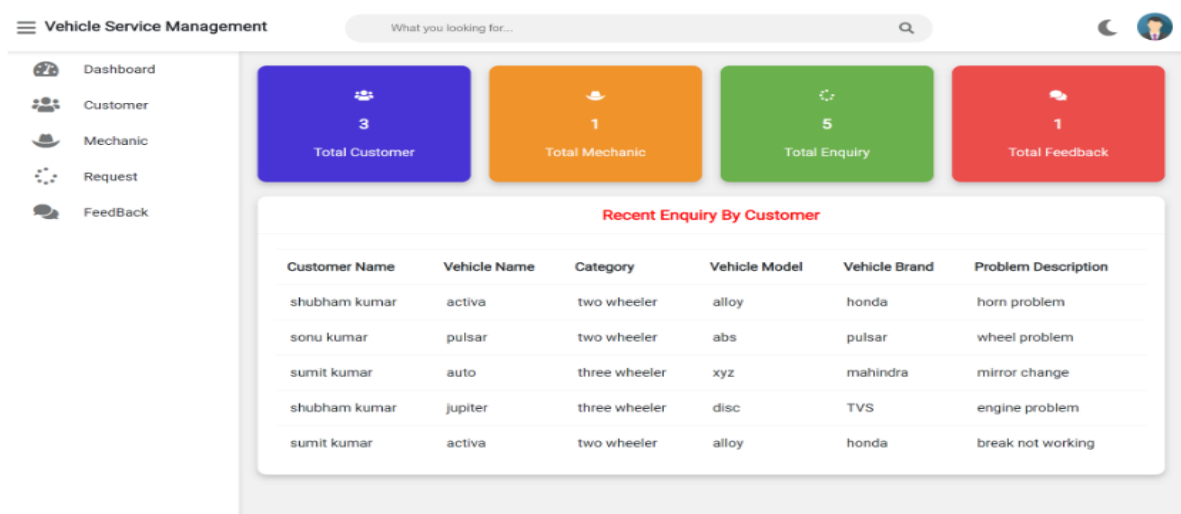 Vehicle Service Management
What you looking for...
Dashboard
Customer
Mechanic
Request
FeedBack
3
Total Customer
1
Total Mechanic
5
Total Enquiry
1
Total Feedback
Recent Enquiry By Customer
Customer Name Vehicle Name Category Vehicle Model Vehicle Brand Problem Description
shubham kumar activa two wheeler alloy honda horn problem
sonu kumar pulsar two wheeler abs pulsar wheel problem
sumit kumar auto three wheeler xyz mahindra mirror change
shubham kumar jupiter three wheeler disc TVS engine problem
sumit kumar activa two wheeler alloy honda break not working